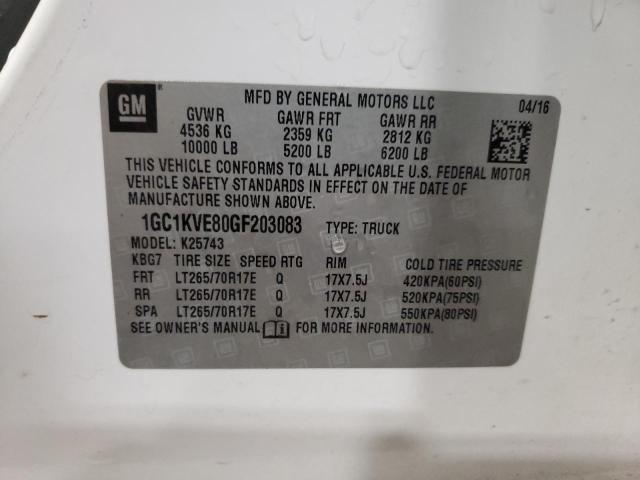 GM
MFD BY GENERAL MOTORS LLC
04/16
GVWR GAWR FRT GAWR RR
4536 KG 2359 KG 2812 KG
10000 LB 5200 LB 6200 LB
THIS VEHICLE CONFORMS TO ALL APPLICABLE U.S. FEDERAL MOTOR
VEHICLE SAFETY STANDARDS IN EFFECT ON THE DATE OF
MANUFACTURE SHOWN ABOVE.
1GC1KVE80GF203083 TYPE: TRUCK
MODEL: K25743
KBG7 TIRE SIZE SPEED RTG RIM COLD TIRE PRESSURE
FRT LT265/70R17E Q 17X7.5J 420KPA(60PSI)
RR LT265/70R17E Q 17X7.5J 520KPA(75PSI)
SPA LT265/70R17E Q 17X7.5J 550KPA(80PSI)
SEE OWNER'S MANUAL FOR MORE INFORMATION.